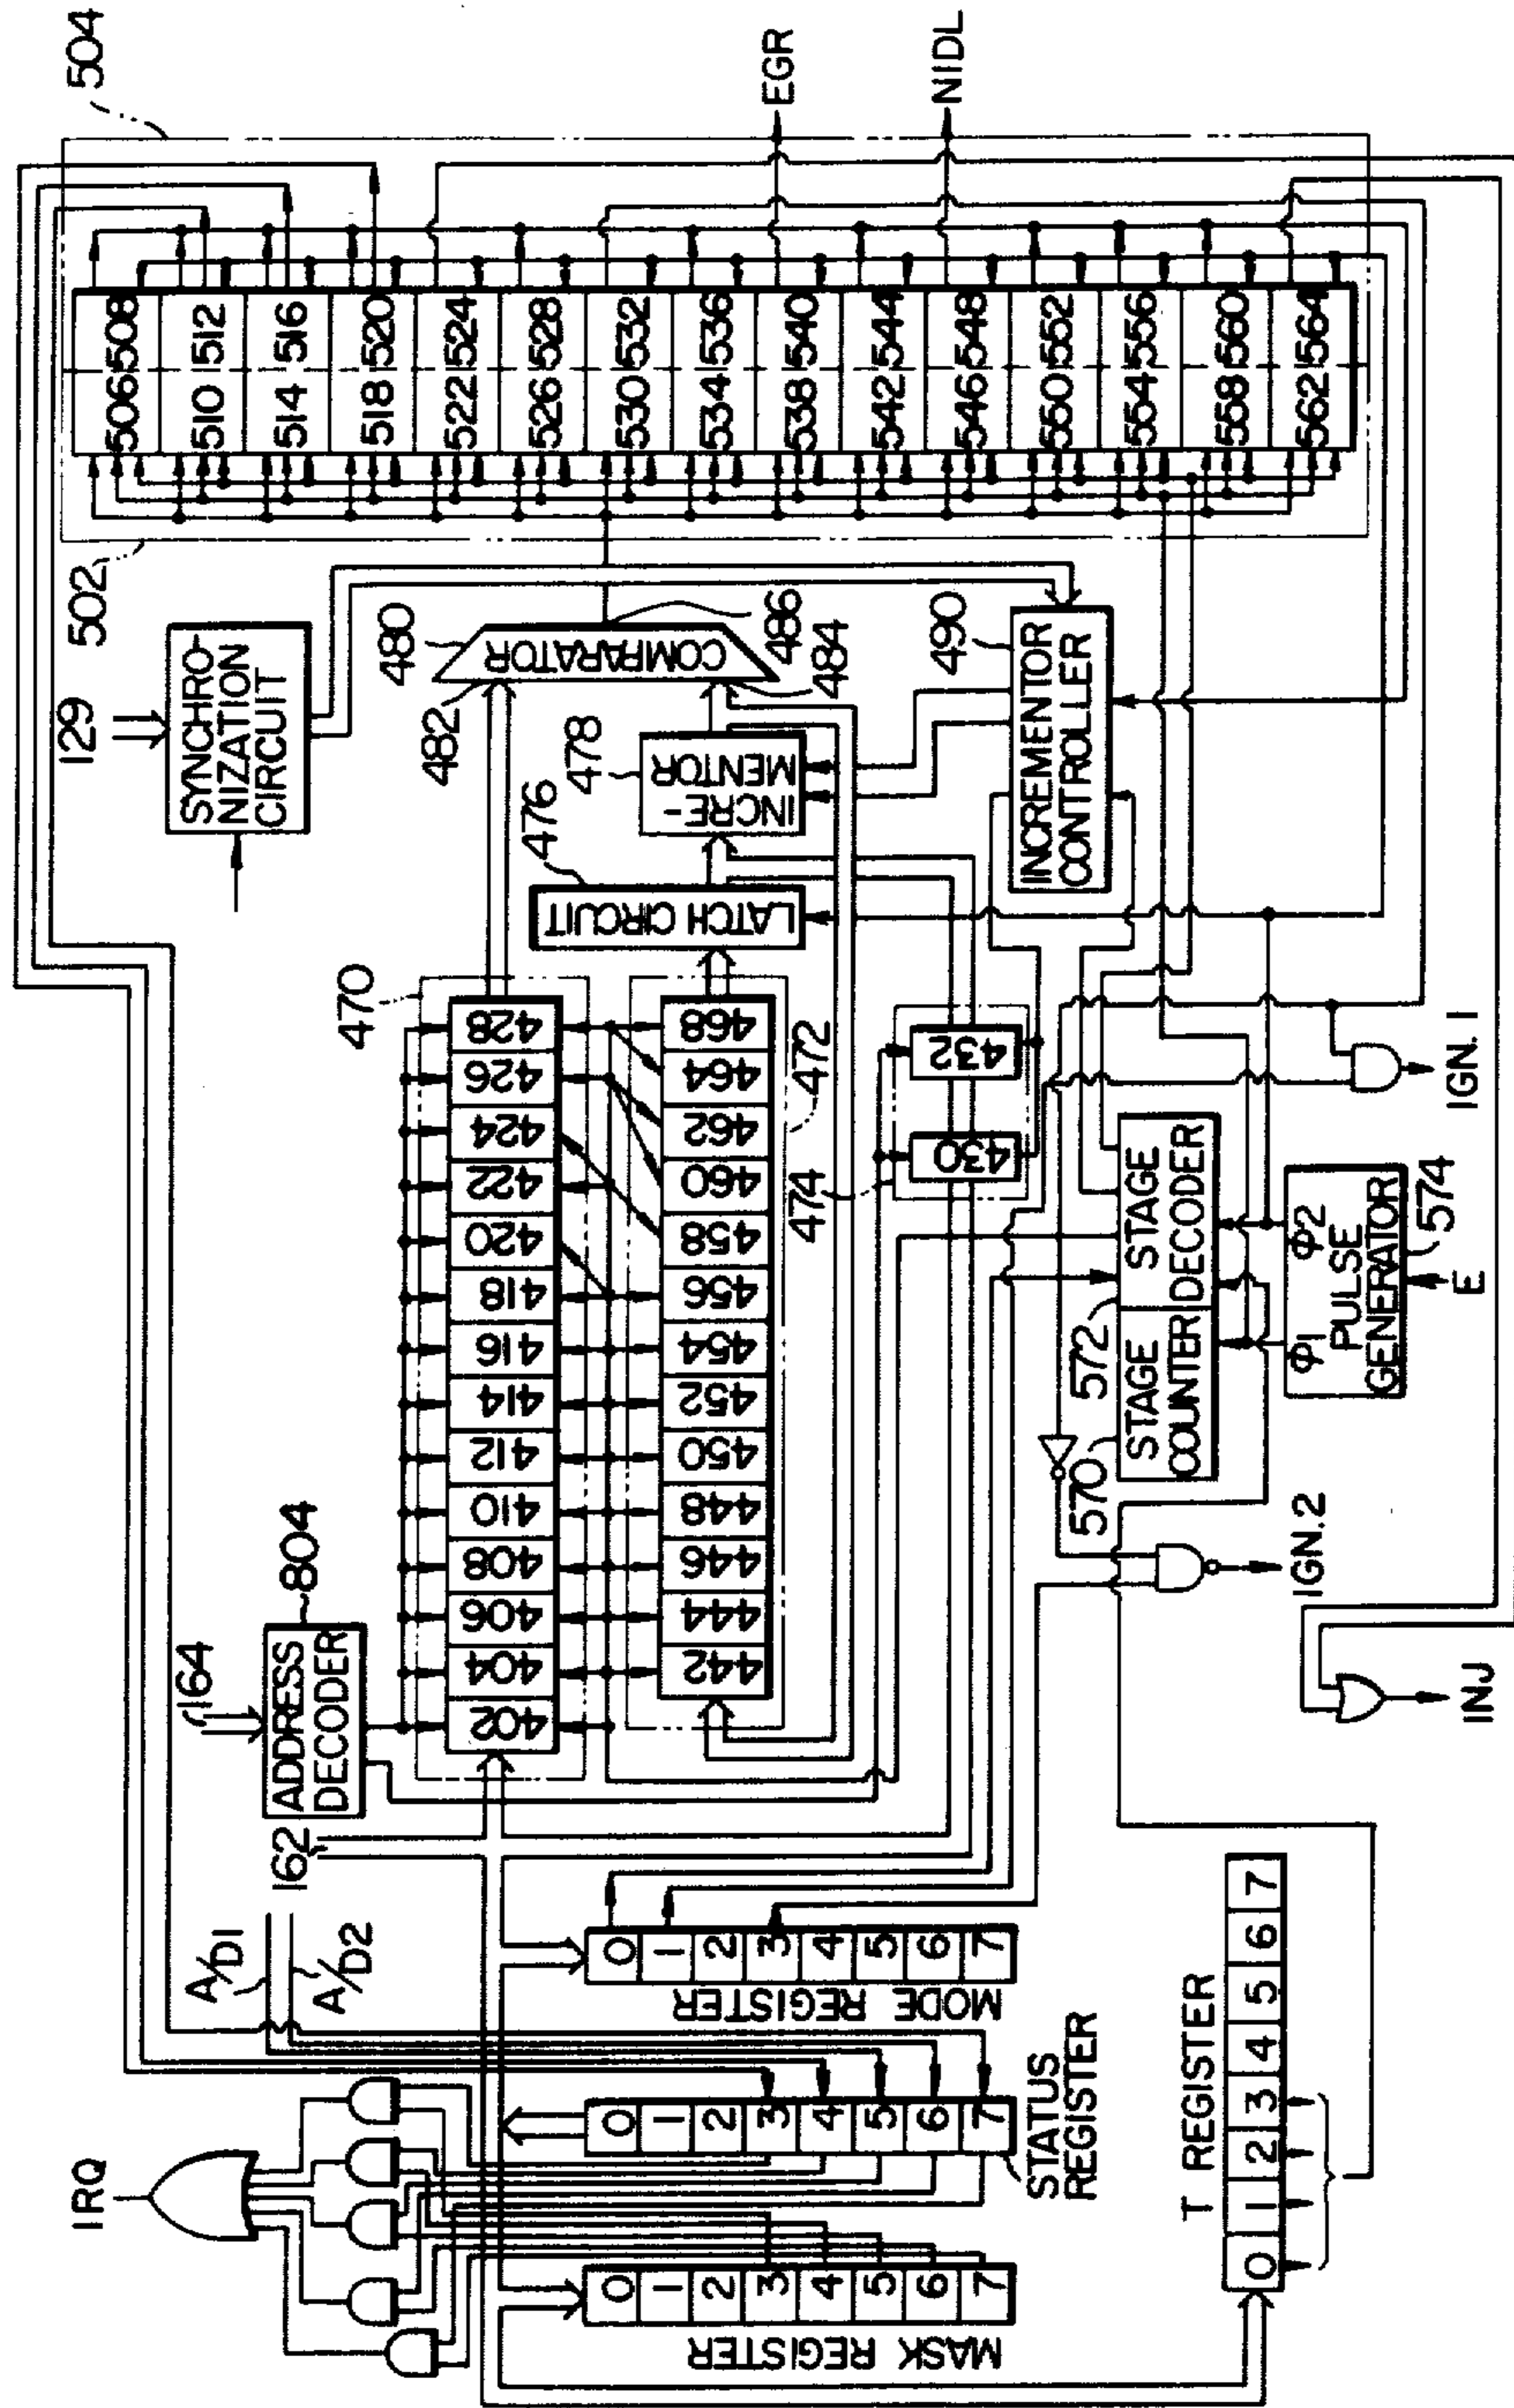 IRQ
A/D1
A/D2
162
164
ADDRESS
DECODER
804
470
129
SYNCHRO-
NIZATION
CIRCUIT
502
504
402 404 406 408 410 412 414 416 418 420 422 424 426 428
442 444 446 448 450 452 454 456 458 460 462 464 468
472
474
430
432
476
LATCH CIRCUIT
478
INCRE-
MENTOR
480
482
484
486
COMPARATOR
490
INCREMENTOR
CONTROLLER
506 508
510 512
514 516
518 520
522 524
526 528
530 532
534 536
538 540
542 544
546 548
550 552
554 556
558 560
562 564
EGR
NIDL
MASK REGISTER
0
1
2
3
4
5
6
7
STATUS
REGISTER
0
1
2
3
4
5
6
7
MODE REGISTER
0
1
2
3
4
5
6
7
T REGISTER
0 1 2 3 4 5 6 7
570
STAGE
COUNTER
572
STAGE
DECODER
φ1 φ2
PULSE
GENERATOR
574
E
INJ
IGN.2
IGN.1